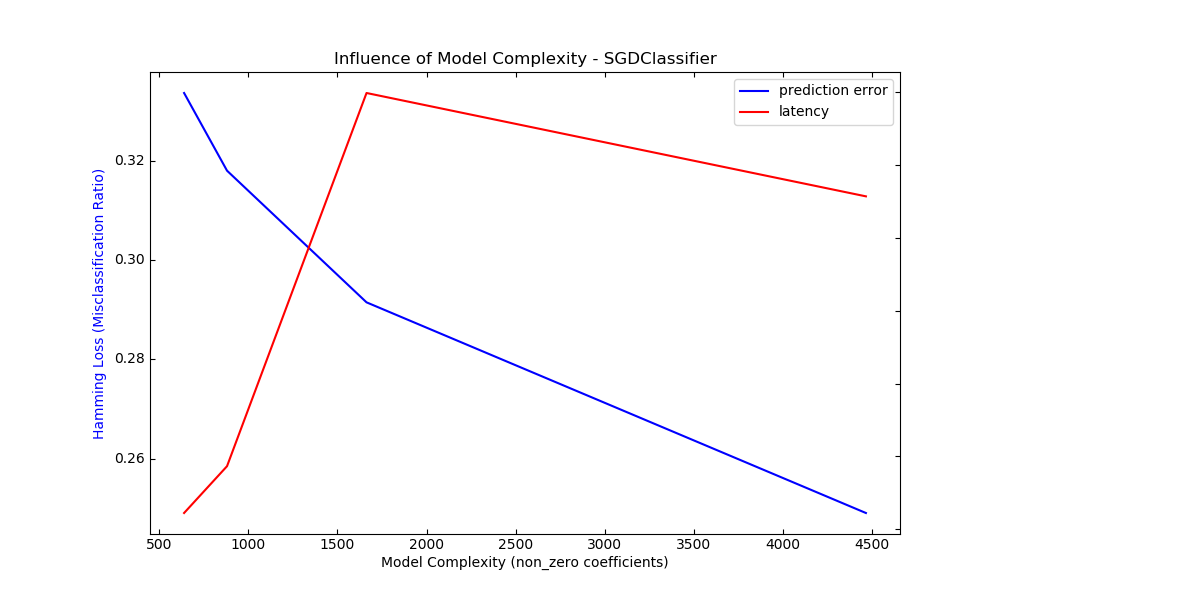 Influence of Model Complexity - SGDClassifier
prediction error
latency
Hamming Loss (Misclassification Ratio)
0.32
0.30
0.28
0.26
500 1000 1500 2000 2500 3000 3500 4000 4500
Model Complexity (non_zero coefficients)